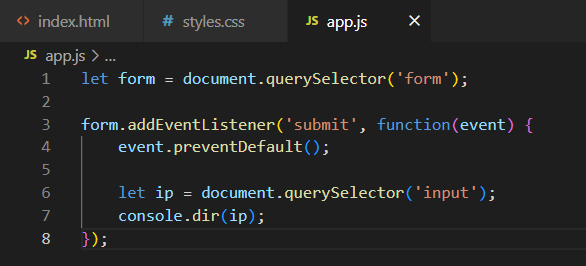 <> index.html # styles.css JS app.js ×
JS app.js > ...
1 let form = document.querySelector('form');
2
3 form.addEventListener('submit', function(event) {
4     event.preventDefault();
5
6     let ip = document.querySelector('input');
7     console.dir(ip);
8 });